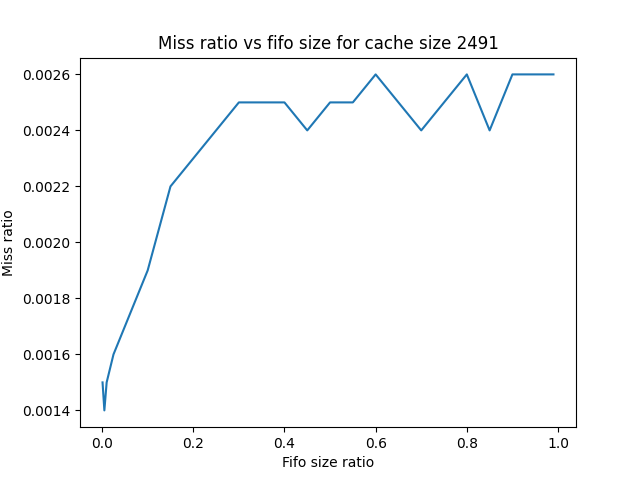 Miss ratio vs fifo size for cache size 2491
0.0026
0.0024
0.0022
0.0020
0.0018
0.0016
0.0014
Miss ratio
0.0 0.2 0.4 0.6 0.8 1.0
Fifo size ratio